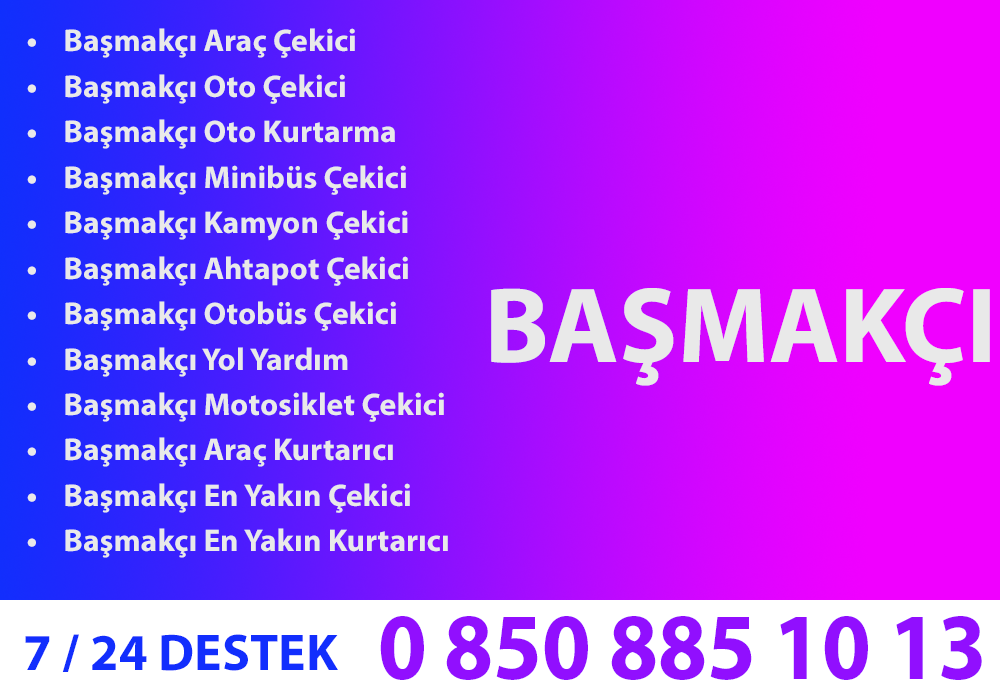 • Başmakçı Araç Çekici
• Başmakçı Oto Çekici
• Başmakçı Oto Kurtarma
• Başmakçı Minibüs Çekici
• Başmakçı Kamyon Çekici
• Başmakçı Ahtapot Çekici
• Başmakçı Otobüs Çekici
• Başmakçı Yol Yardım
• Başmakçı Motosiklet Çekici
• Başmakçı Araç Kurtarıcı
• Başmakçı En Yakın Çekici
• Başmakçı En Yakın Kurtarıcı
BAŞMAKÇI
7 / 24 DESTEK 0 850 885 10 13